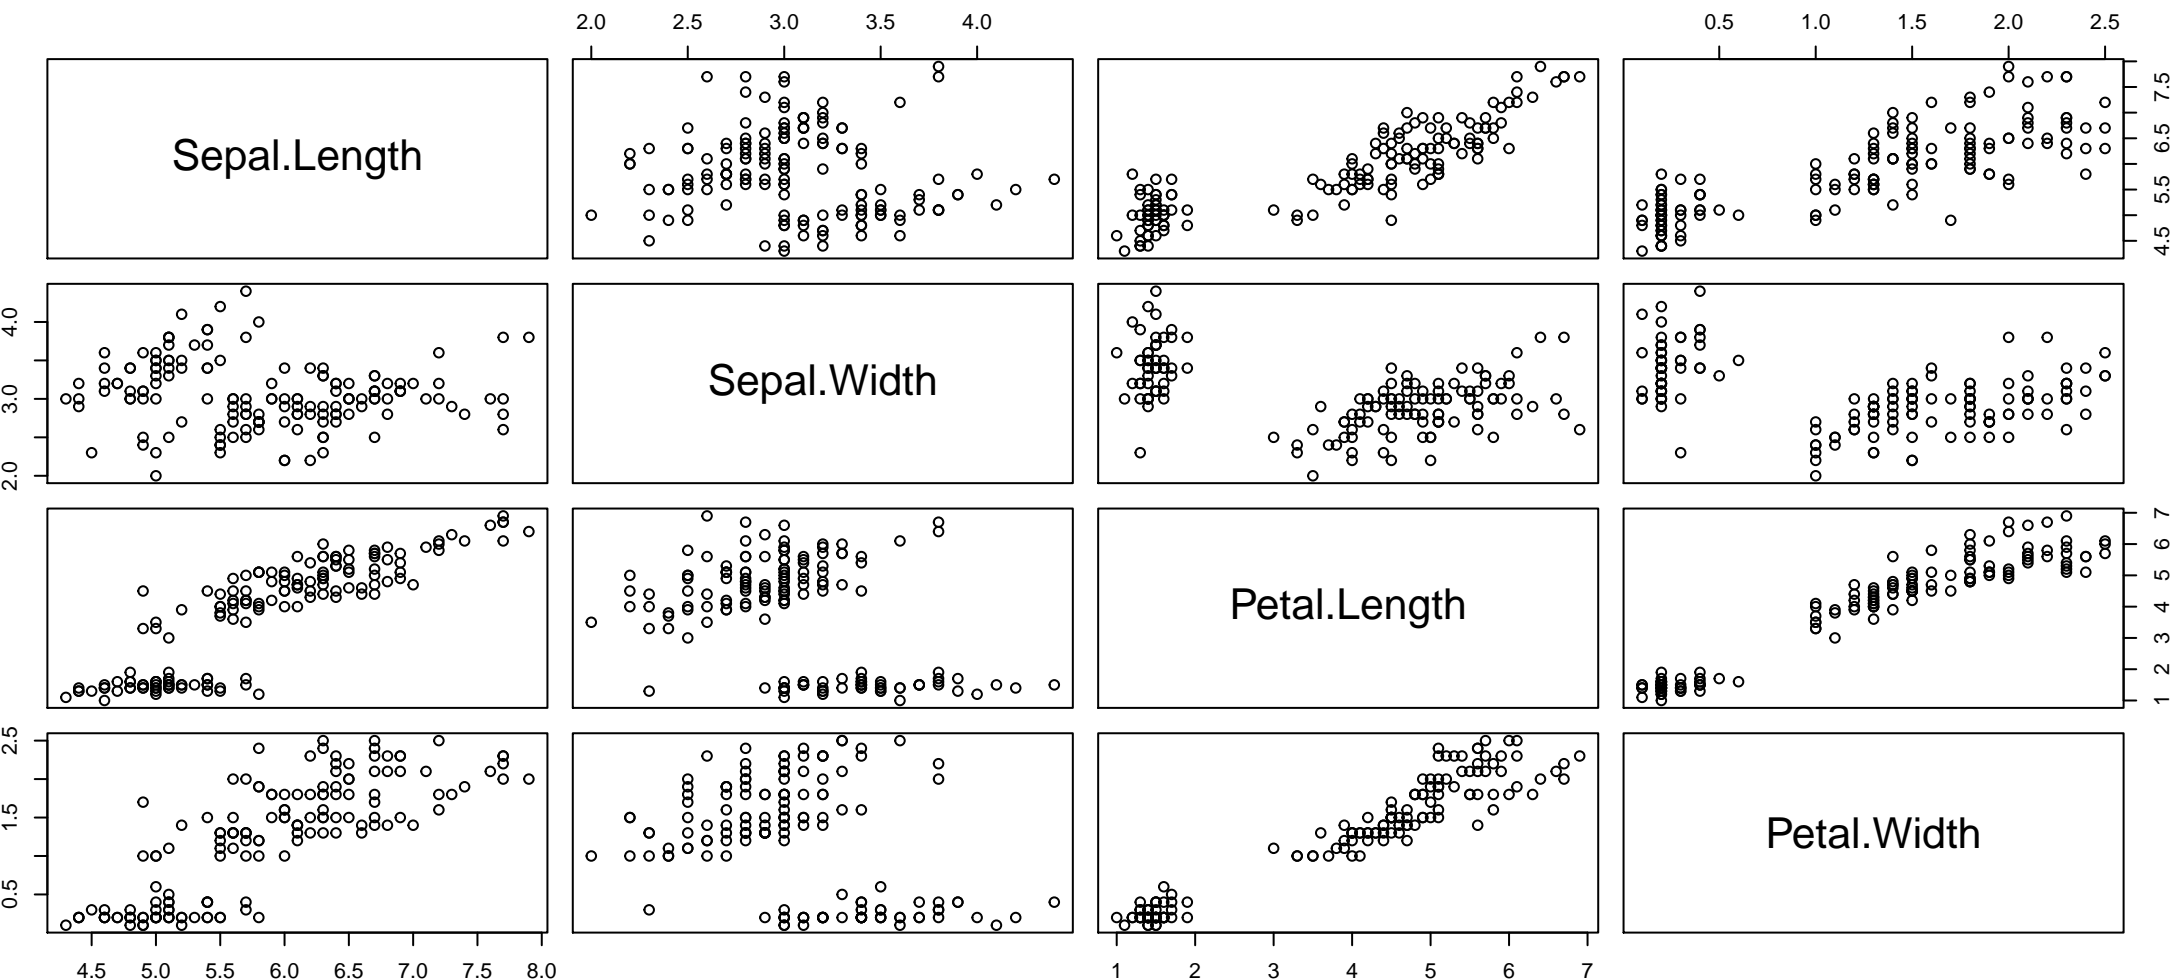 2.0 2.5 3.0 3.5 4.0
0.5 1.0 1.5 2.0 2.5
Sepal.Length
4.5 5.5 6.5 7.5
2.0 3.0 4.0
Sepal.Width
Petal.Length
1 2 3 4 5 6 7
0.5 1.5 2.5
Petal.Width
4.5 5.0 5.5 6.0 6.5 7.0 7.5 8.0
1 2 3 4 5 6 7